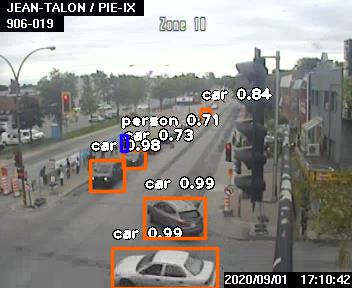 JEAN-TALON / PIE-IX
906-019
Zone 10
car 0.84
person 0.71
car 0.73
car 0.98
car 0.99
car 0.99
2020/09/01 17:10:42